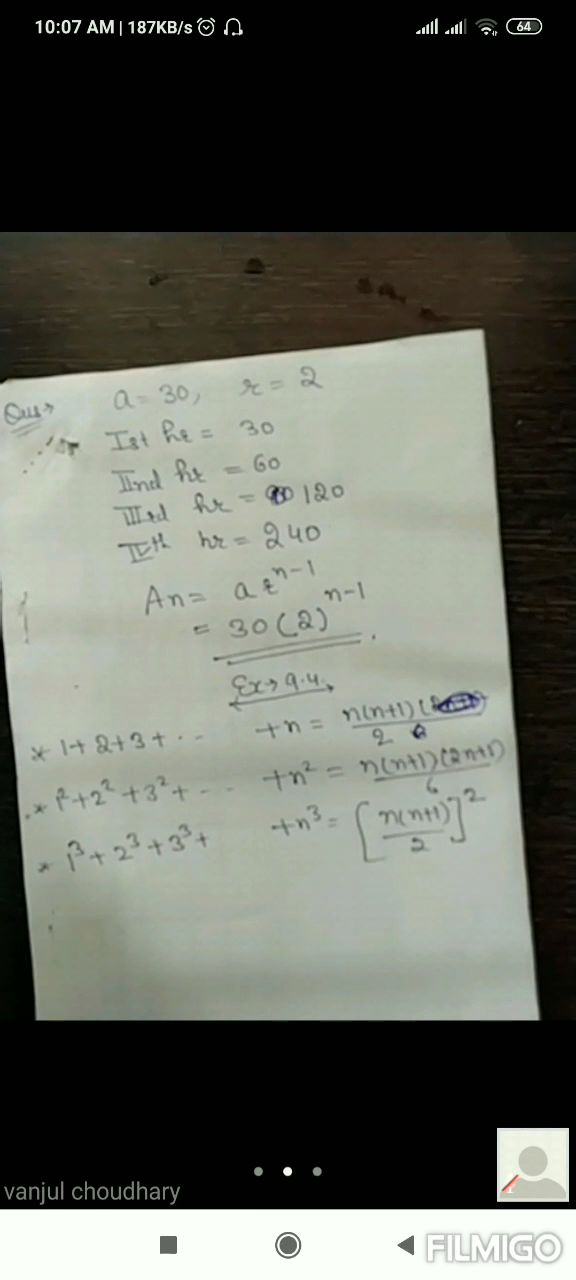 10:07 AM | 187KB/s
64
Ques→ a = 30, r = 2
Ist hr = 30
IInd hr = 60
IIIrd hr = 120
IVth hr = 240
An = ar^n-1
= 30(2)^n-1
Ex→9.4.
* 1+2+3+... +n = n(n+1)/2
* 1²+2²+3²+... +n² = n(n+1)(2n+1)/6
* 1³+2³+3³+ +n³ = [n(n+1)/2]²
vanjul choudhary
FILMIGO